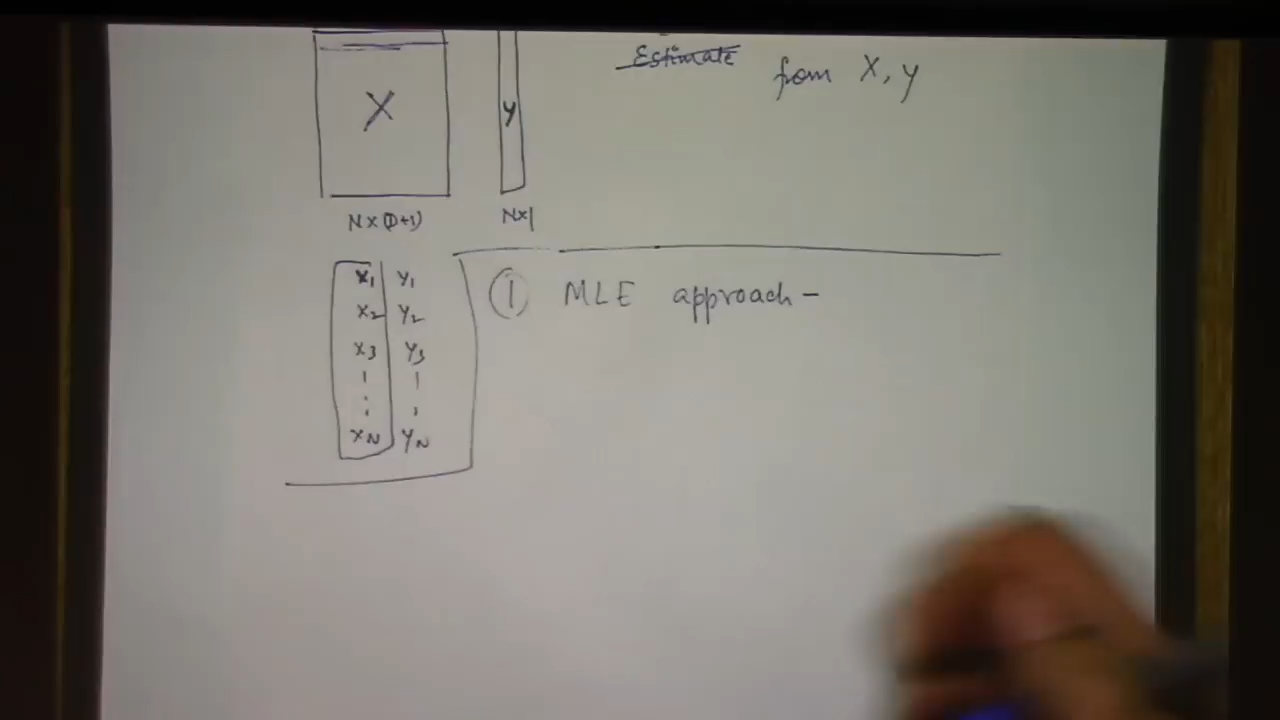 Estimate from X, y
X y
N×(D+1) N×1
x1 y1
x2 y2
x3 y3
xN yN
① MLE approach -